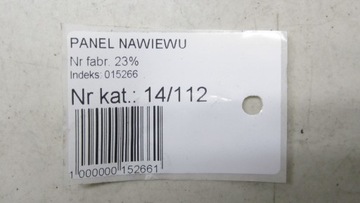 PANEL NAWIEWU
Nr fabr. 23%
Indeks: 015266
Nr kat.: 14/112
1 000000 152661